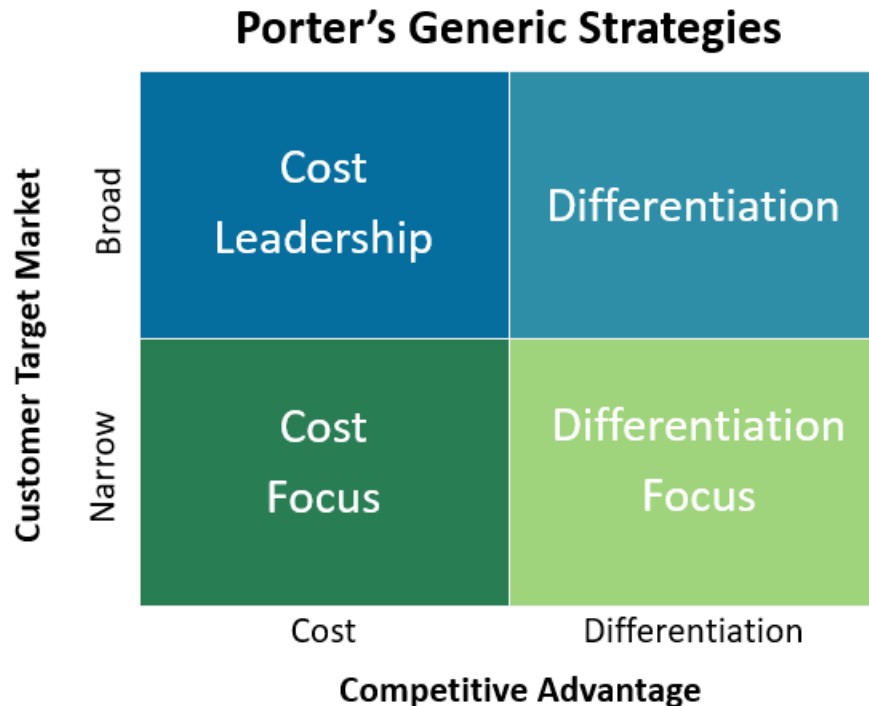 Porter’s Generic Strategies
Customer Target Market
Broad
Cost
Leadership
Differentiation
Narrow
Cost
Focus
Differentiation
Focus
Cost
Differentiation
Competitive Advantage